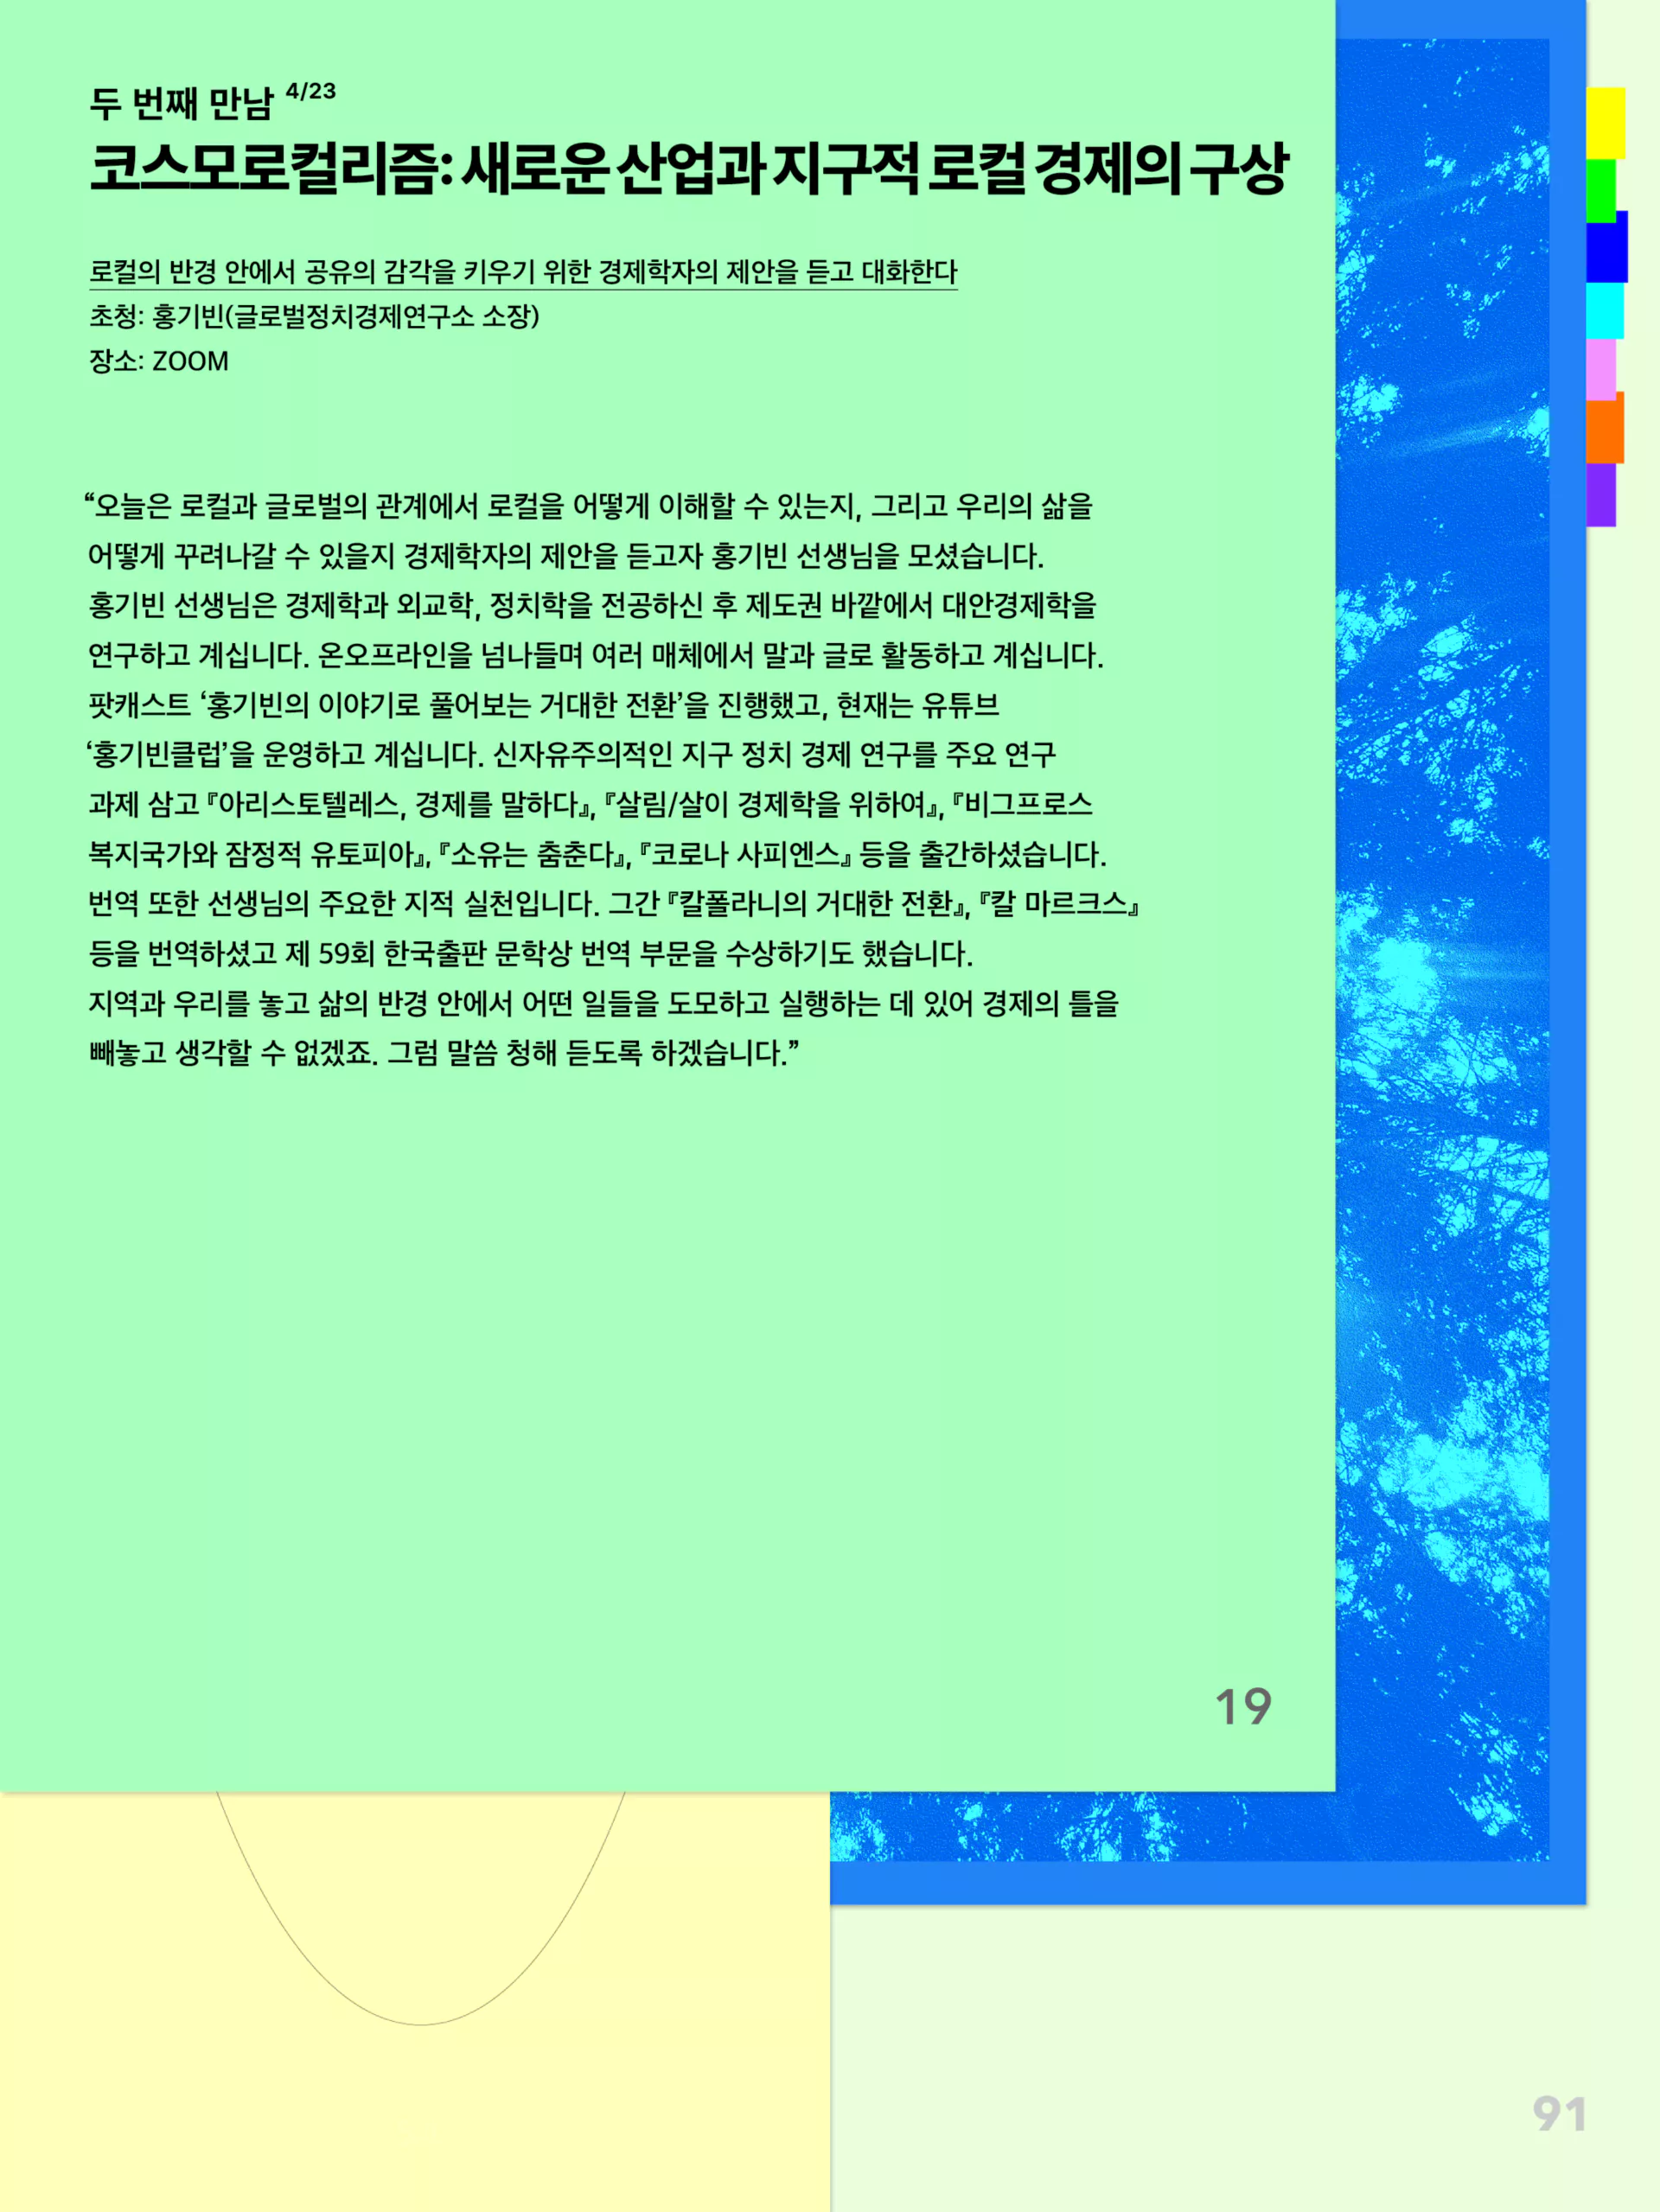 두 번째 만남 4/23
코스모로컬리즘: 새로운 산업과 지구적 로컬 경제의 구상
로컬의 반경 안에서 공유의 감각을 키우기 위한 경제학자의 제안을 듣고 대화한다
초청: 홍기빈(글로벌정치경제연구소 소장)
장소: ZOOM
“오늘은 로컬과 글로벌의 관계에서 로컬을 어떻게 이해할 수 있는지, 그리고 우리의 삶을
어떻게 꾸려나갈 수 있을지 경제학자의 제안을 듣고자 홍기빈 선생님을 모셨습니다.
홍기빈 선생님은 경제학과 외교학, 정치학을 전공하신 후 제도권 바깥에서 대안경제학을
연구하고 계십니다. 온오프라인을 넘나들며 여러 매체에서 말과 글로 활동하고 계십니다.
팟캐스트 ‘홍기빈의 이야기로 풀어보는 거대한 전환’을 진행했고, 현재는 유튜브
‘홍기빈클럽’을 운영하고 계십니다. 신자유주의적인 지구 정치 경제 연구를 주요 연구
과제 삼고 『아리스토텔레스, 경제를 말하다』, 『살림/살이 경제학을 위하여』, 『비그포르스
복지국가와 잠정적 유토피아』, 『소유는 춤춘다』, 『코로나 사피엔스』 등을 출간하셨습니다.
번역 또한 선생님의 주요한 지적 실천입니다. 그간 『칼폴라니의 거대한 전환』, 『칼 마르크스』
등을 번역하셨고 제 59회 한국출판 문학상 번역 부문을 수상하기도 했습니다.
지역과 우리를 놓고 삶의 반경 안에서 어떤 일들을 도모하고 실행하는 데 있어 경제의 틀을
빼놓고 생각할 수 없겠죠. 그럼 말씀 청해 듣도록 하겠습니다.”
19
91